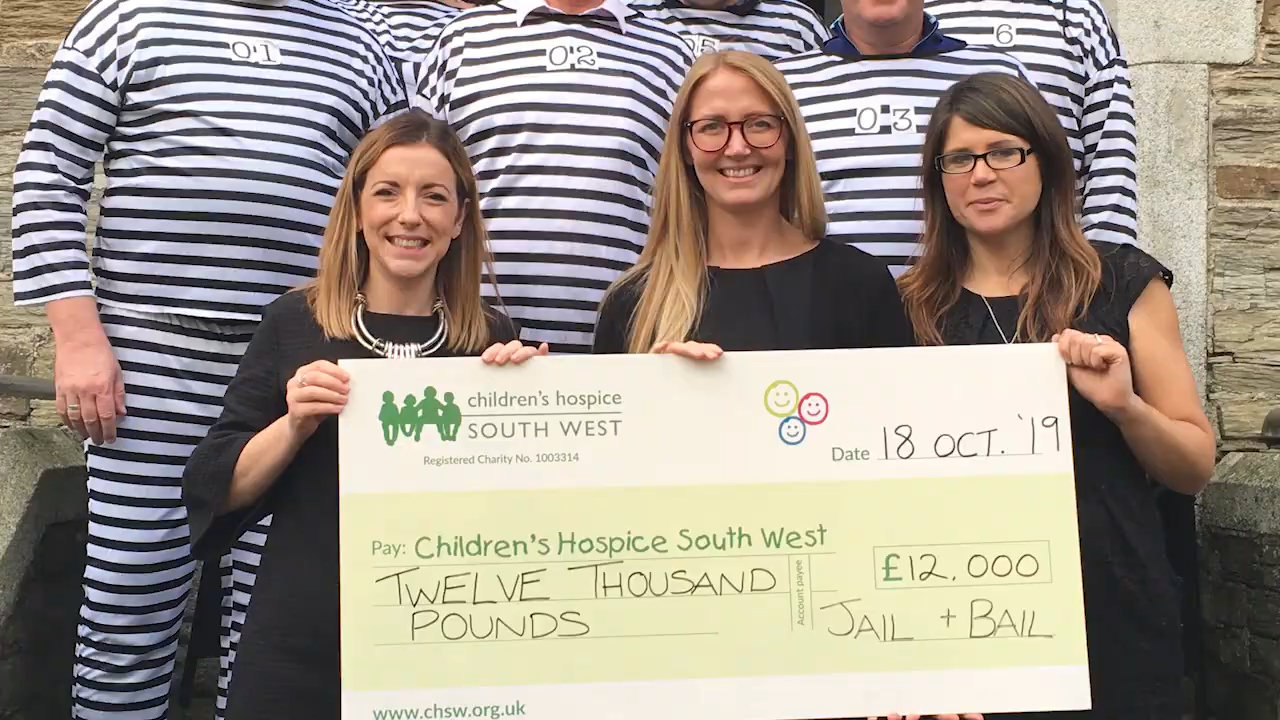 01
02
05
03
6
children's hospice
SOUTH WEST
Registered Charity No. 1003314
Date 18 OCT. '19
Pay: Children's Hospice South West
TWELVE THOUSAND
POUNDS
Account payee
£12,000
JAIL + BAIL
www.chsw.org.uk